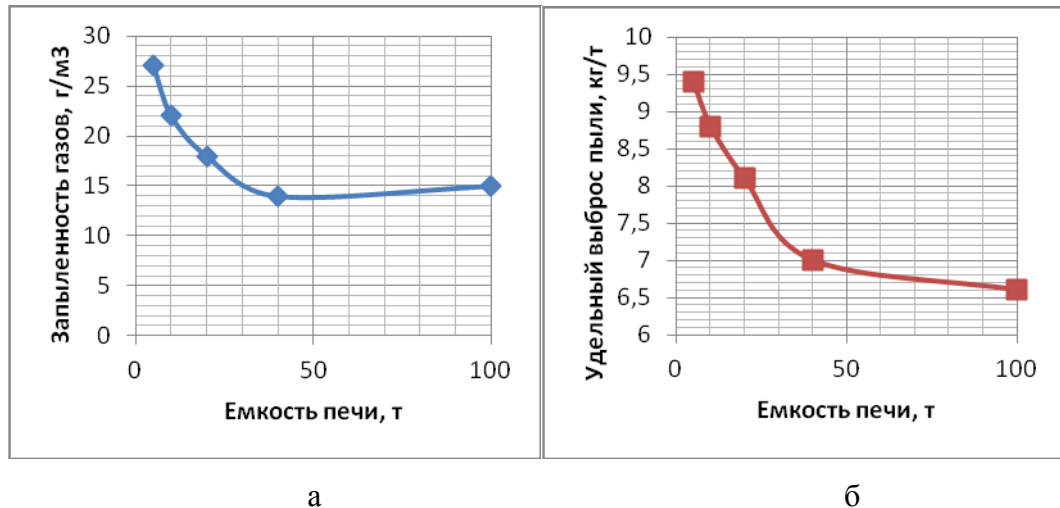 Запыленность газов, г/м3
30
25
20
15
10
5
0
0 50 100
Емкость печи, т
Удельный выброс пыли, кг/т
10
9,5
9
8,5
8
7,5
7
6,5
6
0 50 100
Емкость печи, т
а
б